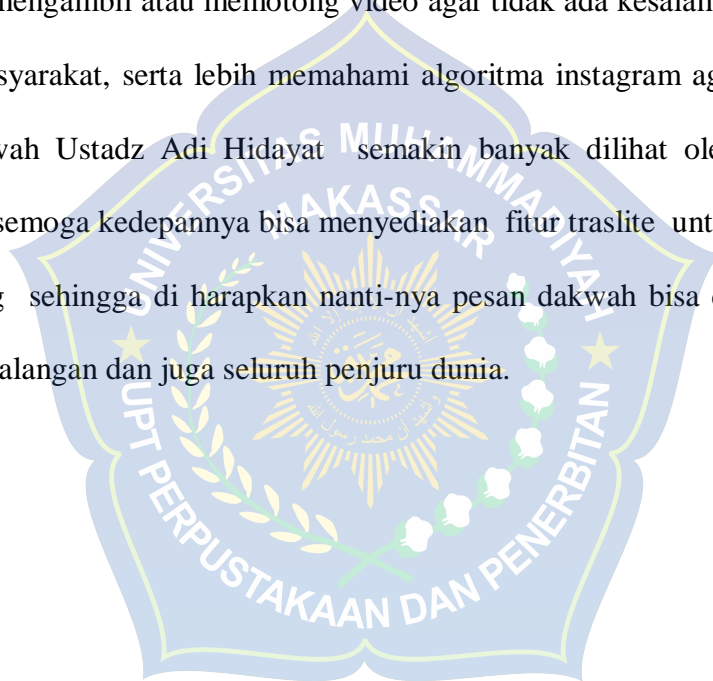 mengambil atau memotong video agar tidak ada kesalah
syarakat, serta lebih memahami algoritma instagram ag
wah Ustadz Adi Hidayat semakin banyak dilihat ole
semoga kedepannya bisa menyediakan fitur traslite unt
g sehingga di harapkan nanti-nya pesan dakwah bisa
alangan dan juga seluruh penjuru dunia.
UNIVERSITAS MUHAMMADIYAH
MAKASSAR
UPT PERPUSTAKAAN DAN PENERBITAN
محمد